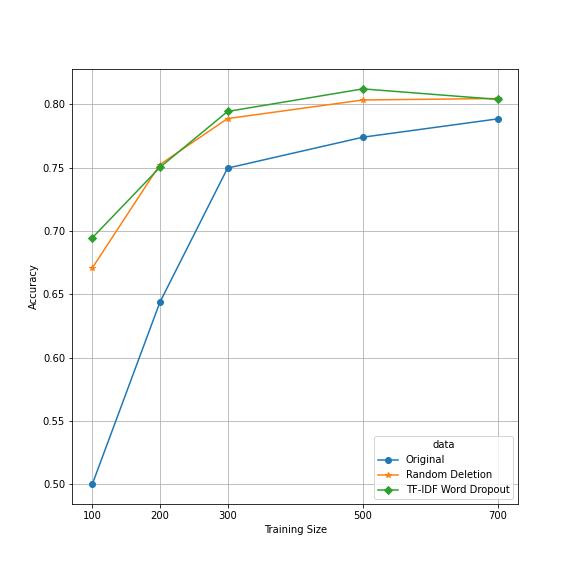 0.80
0.75
0.70
0.65
0.60
0.55
0.50
Accuracy
100 200 300 500 700
Training Size
data
Original
Random Deletion
TF-IDF Word Dropout